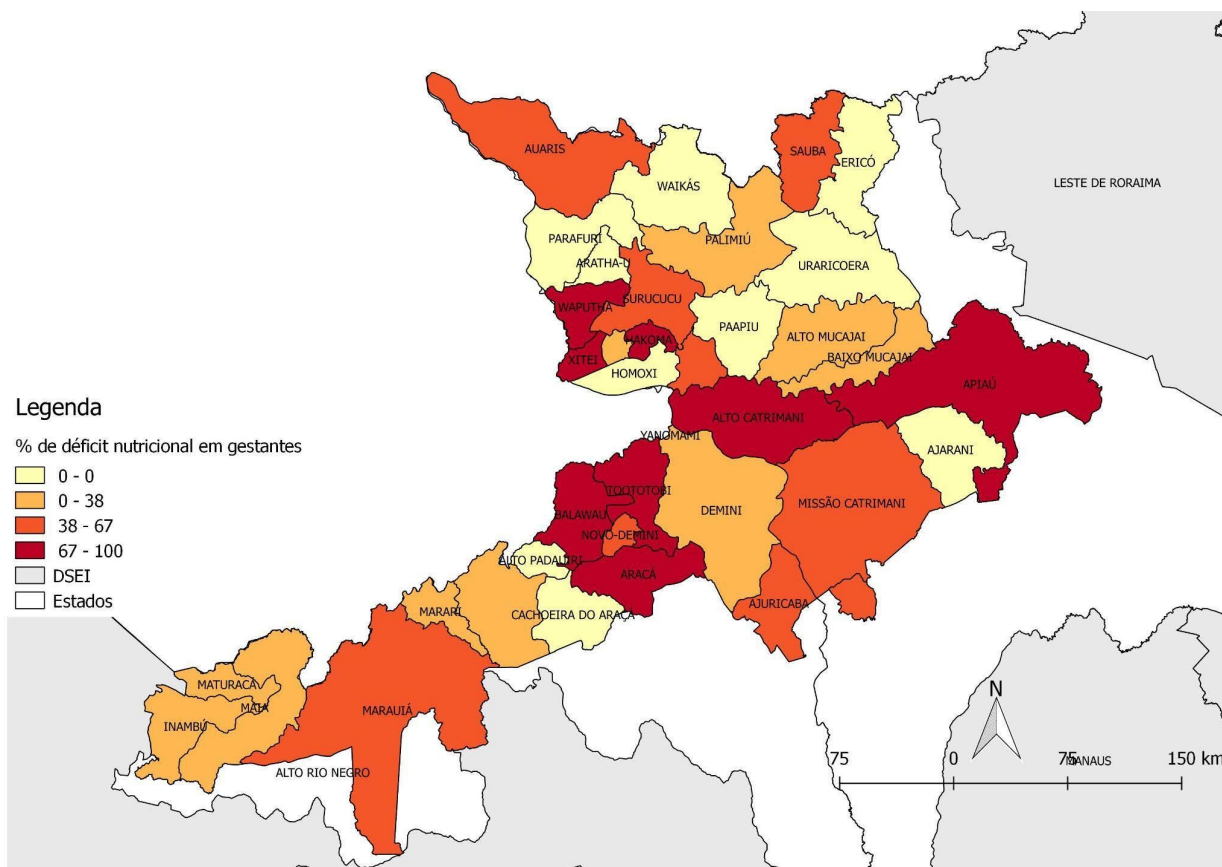 AUARIS
SAUBA
ERICÓ
WAIKÁS
LESTE DE RORAIMA
PARAFURI
PALIMIÚ
ARATHA-U
URARICOERA
SURUCUCU
WAPUTHA
PAAPIU
ALTO MUCAJAI
HAKOMA
XITEI
BAIXO MUCAJAI
HOMOXI
APIAÚ
ALTO CATRIMANI
YANOMAMI
AJARANI
Legenda
% de déficit nutricional em gestantes
0 - 0
0 - 38
38 - 67
67 - 100
DSEI
Estados
TOOTOTOBI
MISSÃO CATRIMANI
BALAWAU
DEMINI
NOVO-DEMINI
ALTO PADAUIRI
ARACÁ
AJURICABA
MARARI
CACHOEIRA DO ARAÇA
MATURACÁ
MAIÁ
INAMBÚ
MARAUIÁ
N
ALTO RIO NEGRO
75 0 75 150 km
MANAUS